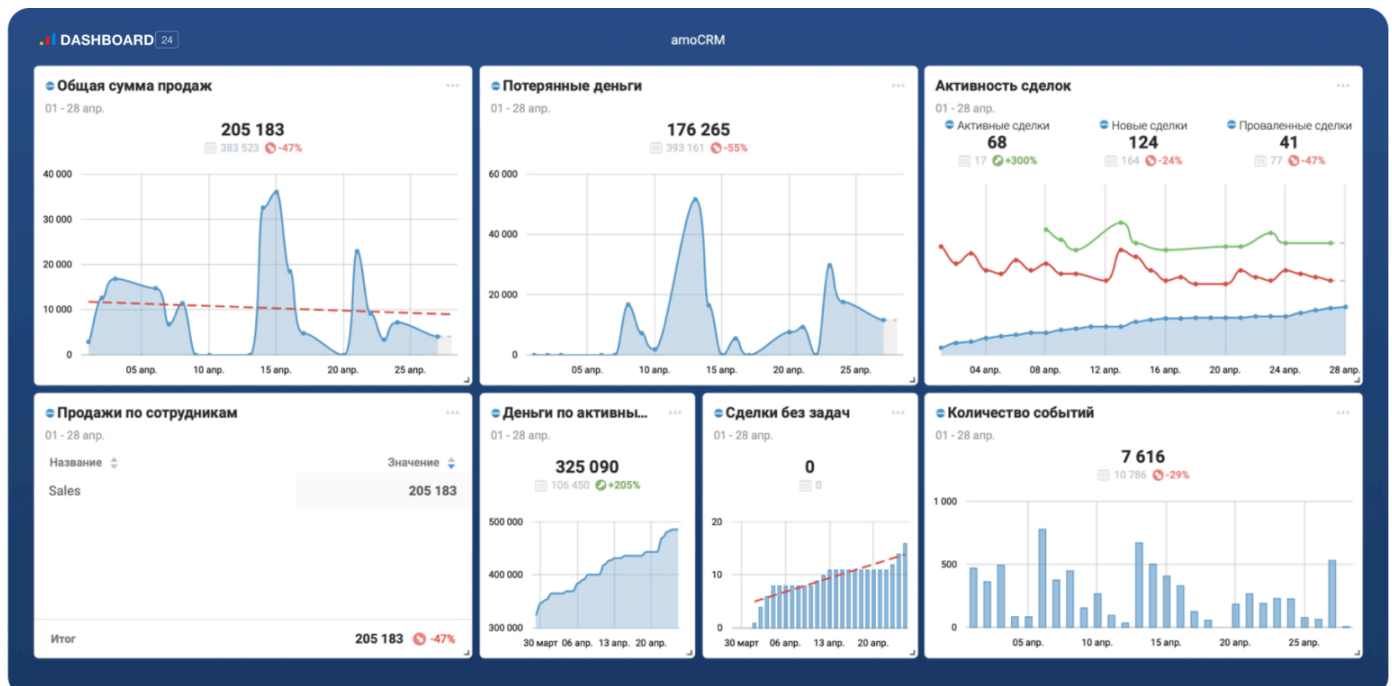 DASHBOARD 24
amoCRM
Общая сумма продаж
01 - 28 апр.
205 183
383 523 -47%
40 000
30 000
20 000
10 000
0
05 апр. 10 апр. 15 апр. 20 апр. 25 апр.
Потерянные деньги
01 - 28 апр.
176 265
393 161 -55%
60 000
40 000
20 000
0
05 апр. 10 апр. 15 апр. 20 апр. 25 апр.
Активность сделок
01 - 28 апр.
Активные сделки Новые сделки Проваленные сделки
68 124 41
17 +300% 164 -24% 77 -47%
04 апр. 08 апр. 12 апр. 16 апр. 20 апр. 24 апр. 28 апр.
Продажи по сотрудникам
01 - 28 апр.
Название Значение
Sales 205 183
Итог 205 183 -47%
Деньги по активны...
01 - 28 апр.
325 090
106 450 +205%
500 000
400 000
300 000
30 март 06 апр. 13 апр. 20 апр.
Сделки без задач
01 - 28 апр.
0
0
20
10
0
30 март 06 апр. 13 апр. 20 апр.
Количество событий
01 - 28 апр.
7 616
10 786 -29%
1 000
500
0
05 апр. 10 апр. 15 апр. 20 апр. 25 апр.